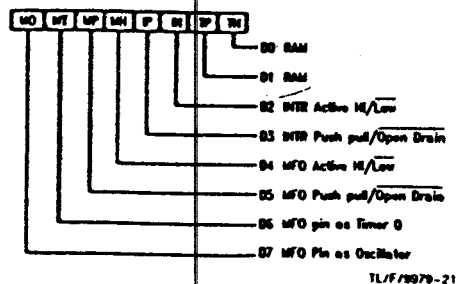 MO MT MP MH IP IH TP TH
D0 RAM
D1 RAM
D2 INTR Active HI/Low
D3 INTR Push pull/Open Drain
D4 MFO Active HI/Low
D5 MFO Push pull/Open Drain
D6 MFO pin as Timer 0
D7 MFO Pin as Oscillator
TL/F/9979-21